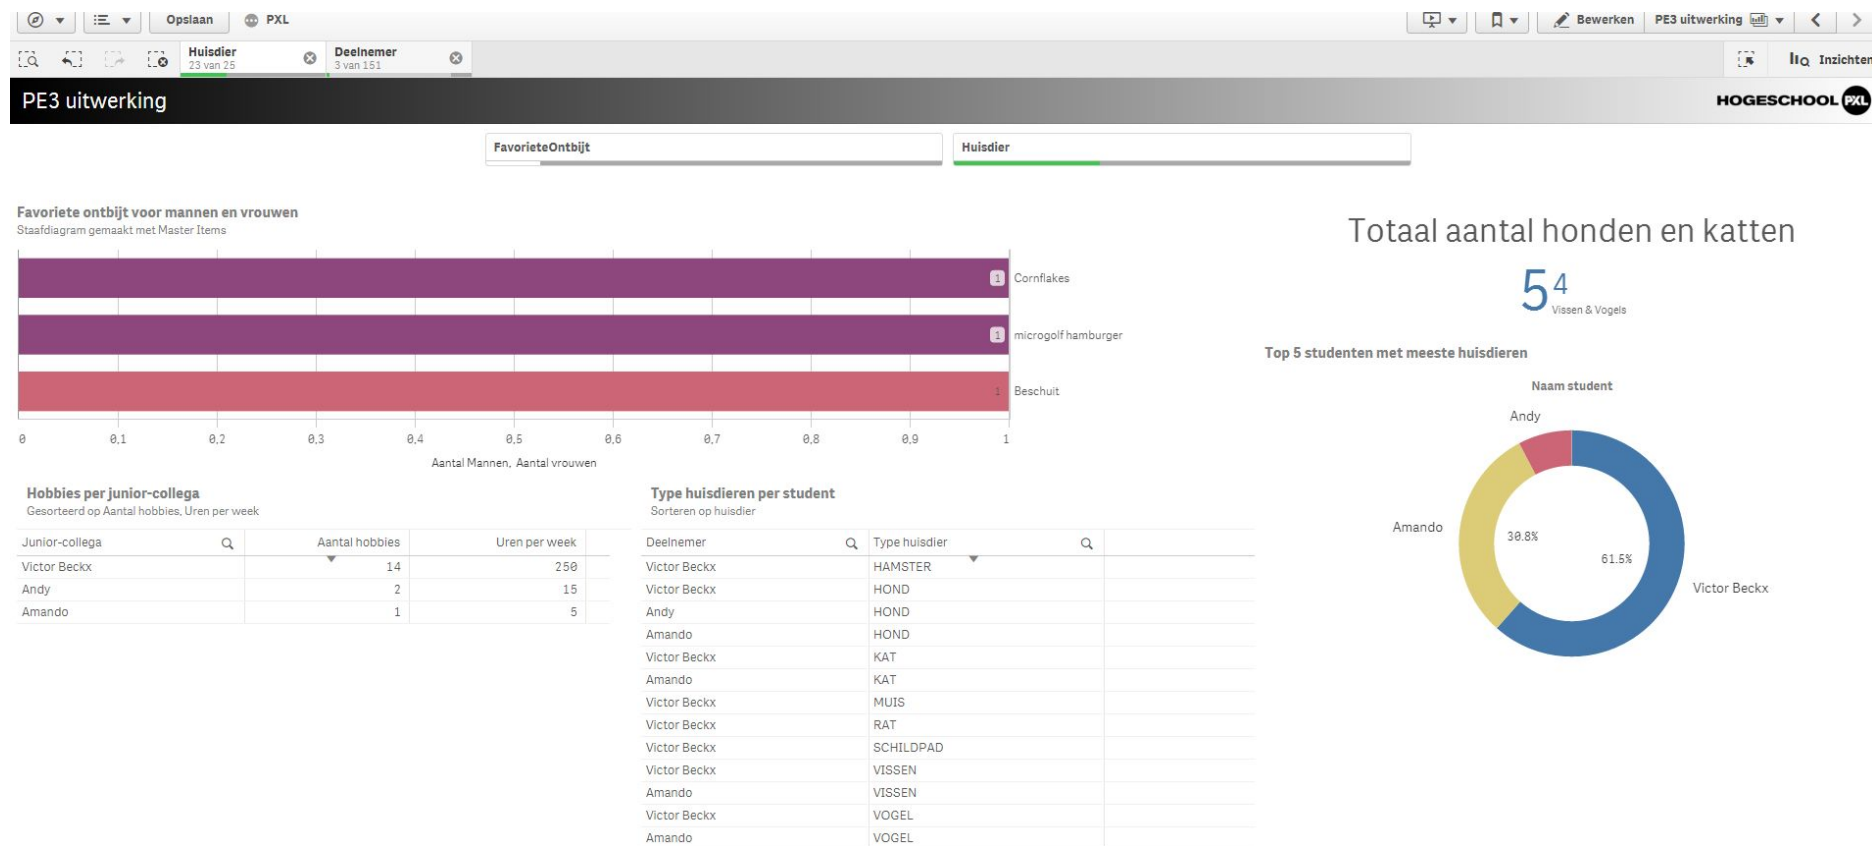 Opslaan
PXL
Bewerken
PE3 uitwerking
Huisdier
23 van 25
Deelnemer
3 van 151
Inzichten
PE3 uitwerking
HOGESCHOOL PXL
FavorieteOntbijt
Huisdier
Favoriete ontbijt voor mannen en vrouwen
Staafdiagram gemaakt met Master Items
1 Cornflakes
1 microgolf hamburger
1 Beschuit
0 0,1 0,2 0,3 0,4 0,5 0,6 0,7 0,8 0,9 1
Aantal Mannen, Aantal vrouwen
Totaal aantal honden en katten
5 4
Vissen & Vogels
Top 5 studenten met meeste huisdieren
Naam student
Andy
Amando
30.8%
61.5%
Victor Beckx
Hobbies per junior-collega
Gesorteerd op Aantal hobbies, Uren per week
Junior-collega Aantal hobbies Uren per week
Victor Beckx 14 250
Andy 2 15
Amando 1 5
Type huisdieren per student
Sorteren op huisdier
Deelnemer Type huisdier
Victor Beckx HAMSTER
Victor Beckx HOND
Andy HOND
Amando HOND
Victor Beckx KAT
Amando KAT
Victor Beckx MUIS
Victor Beckx RAT
Victor Beckx SCHILDPAD
Victor Beckx VISSEN
Amando VISSEN
Victor Beckx VOGEL
Amando VOGEL